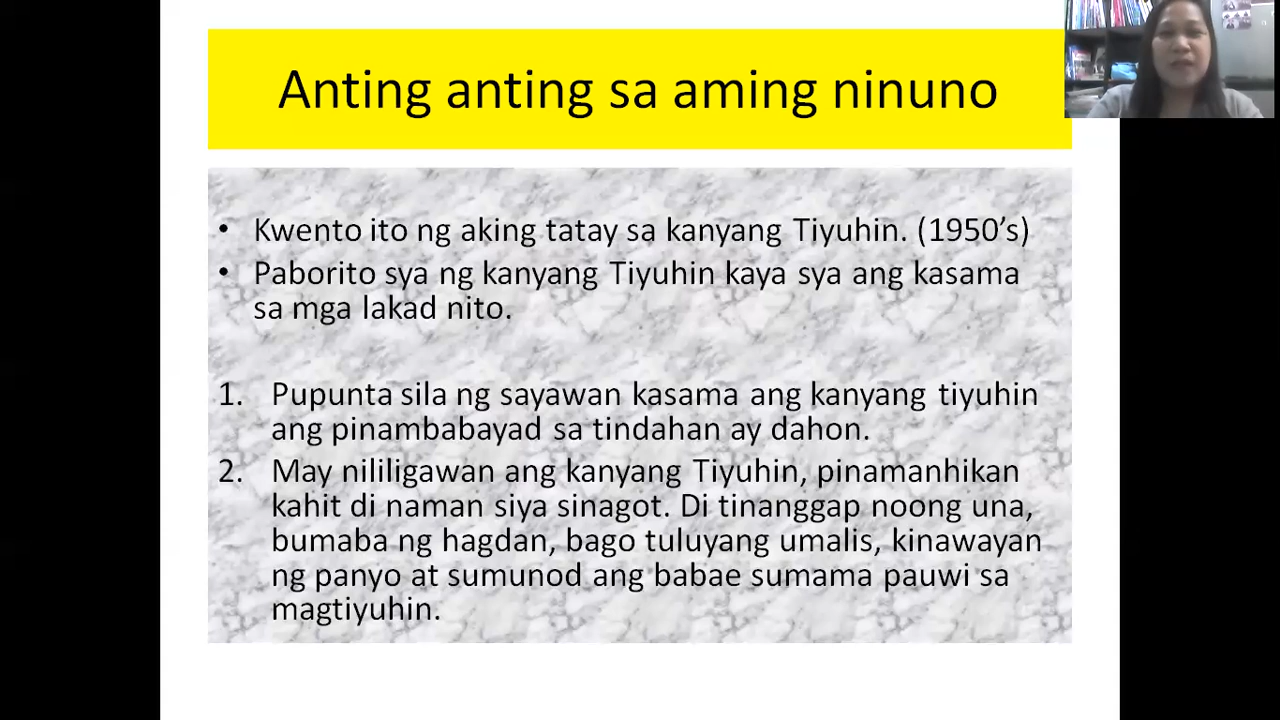 Anting anting sa aming ninuno
• Kwento ito ng aking tatay sa kanyang Tiyuhin. (1950’s)
• Paborito sya ng kanyang Tiyuhin kaya sya ang kasama
sa mga lakad nito.
1. Pupunta sila ng sayawan kasama ang kanyang tiyuhin
ang pinambabayad sa tindahan ay dahon.
2. May nililigawan ang kanyang Tiyuhin, pinamanhikan
kahit di naman siya sinagot. Di tinanggap noong una,
bumaba ng hagdan, bago tuluyang umalis, kinawayan
ng panyo at sumunod ang babae sumama pauwi sa
magtiyuhin.